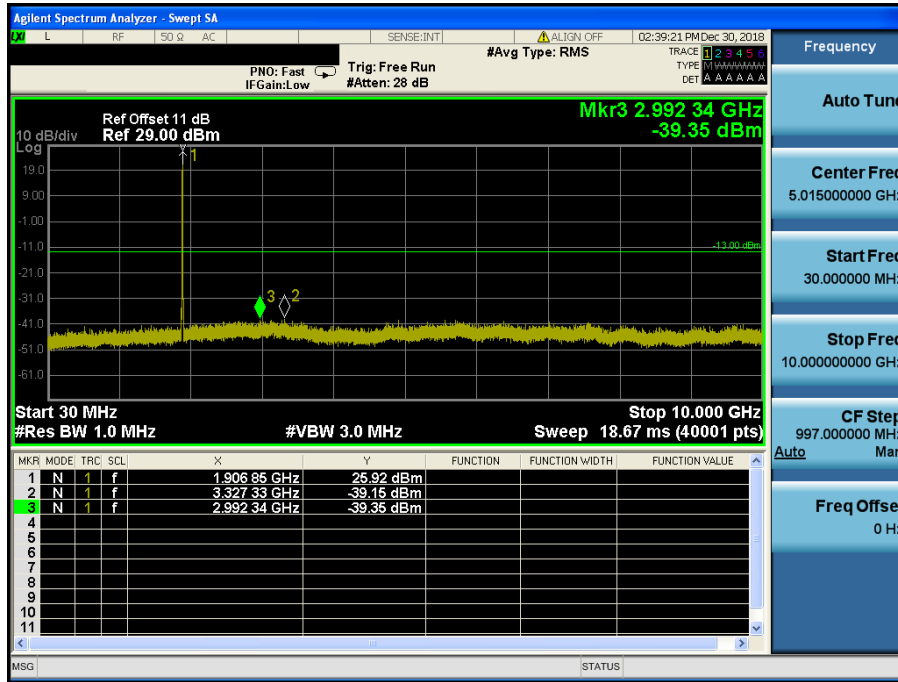 Agilent Spectrum Analyzer - Swept SA
LXI L RF 50 Ω AC SENSE:INT ALIGN OFF 02:39:21 PM Dec 30, 2018
#Avg Type: RMS TRACE 1 2 3 4 5 6
PNO: Fast Trig: Free Run TYPE M W W W W W
IFGain:Low #Atten: 28 dB DET A A A A A A
Frequency
Mkr3 2.992 34 GHz
-39.35 dBm
Ref Offset 11 dB
10 dB/div Ref 29.00 dBm
Log
1
19.0
9.00
-1.00
-11.0
-13.00 dBm
-21.0
-31.0
3 2
-41.0
-51.0
-61.0
Start 30 MHz Stop 10.000 GHz
#Res BW 1.0 MHz #VBW 3.0 MHz Sweep 18.67 ms (40001 pts)
MKR MODE TRC SCL X Y FUNCTION FUNCTION WIDTH FUNCTION VALUE
1 N 1 f 1.906 85 GHz 25.92 dBm
2 N 1 f 3.327 33 GHz -39.15 dBm
3 N 1 f 2.992 34 GHz -39.35 dBm
4
5
6
7
8
9
10
11
MSG STATUS
Auto Tune
Center Freq
5.015000000 GHz
Start Freq
30.000000 MHz
Stop Freq
10.000000000 GHz
CF Step
997.000000 MHz
Auto Man
Freq Offset
0 Hz